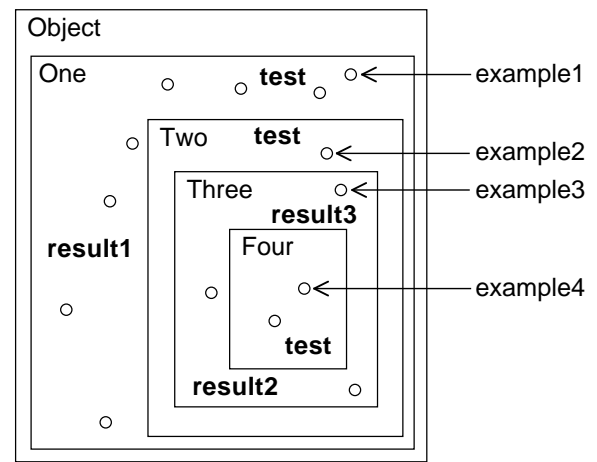 Object
One
test
example1
Two
test
example2
Three
example3
result3
result1
Four
example4
test
result2